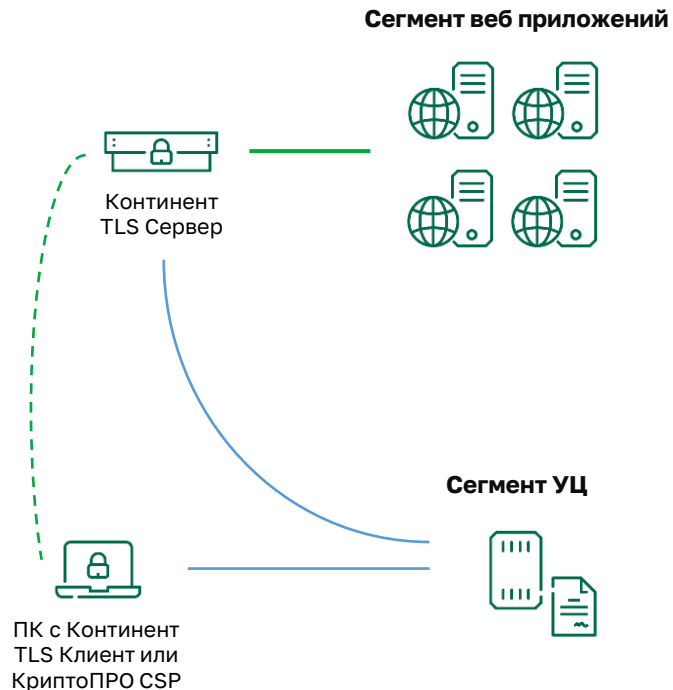 Сегмент веб приложений
Континент
TLS Сервер
Сегмент УЦ
ПК с Континент
TLS Клиент или
КриптоПРО CSP